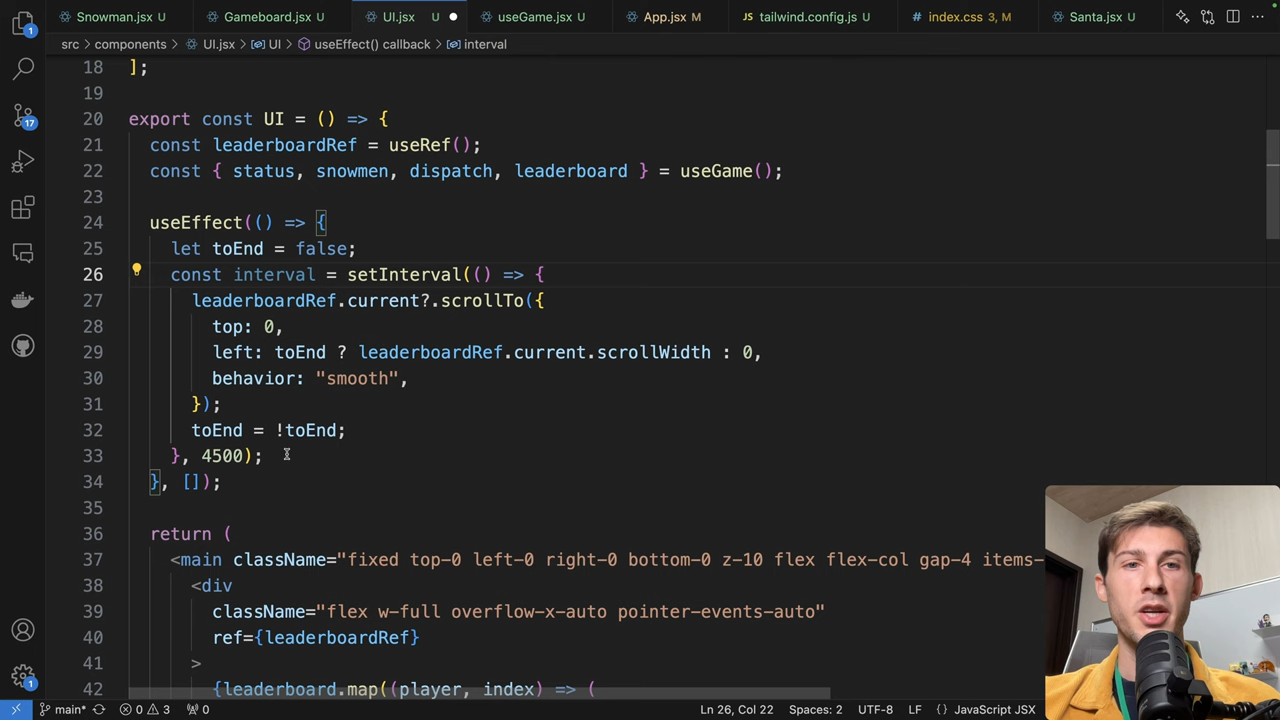 Snowman.jsx U
Gameboard.jsx U
UI.jsx U
useGame.jsx U
App.jsx M
tailwind.config.js U
index.css 3, M
Santa.jsx U
src > components > UI.jsx > UI > useEffect() callback > interval
18 ];
19
20 export const UI = () => {
21 const leaderboardRef = useRef();
22 const { status, snowmen, dispatch, leaderboard } = useGame();
23
24 useEffect(() => {
25 let toEnd = false;
26 const interval = setInterval(() => {
27 leaderboardRef.current?.scrollTo({
28 top: 0,
29 left: toEnd ? leaderboardRef.current.scrollWidth : 0,
30 behavior: "smooth",
31 });
32 toEnd = !toEnd;
33 }, 4500);
34 }, []);
35
36 return (
37 <main className="fixed top-0 left-0 right-0 bottom-0 z-10 flex flex-col gap-4 items-
38 <div
39 className="flex w-full overflow-x-auto pointer-events-auto"
40 ref={leaderboardRef}
41 >
42 {leaderboard.map((player, index) => (
1
17
1
main* 0 3 0 Ln 26, Col 22 Spaces: 2 UTF-8 LF {} JavaScript JSX